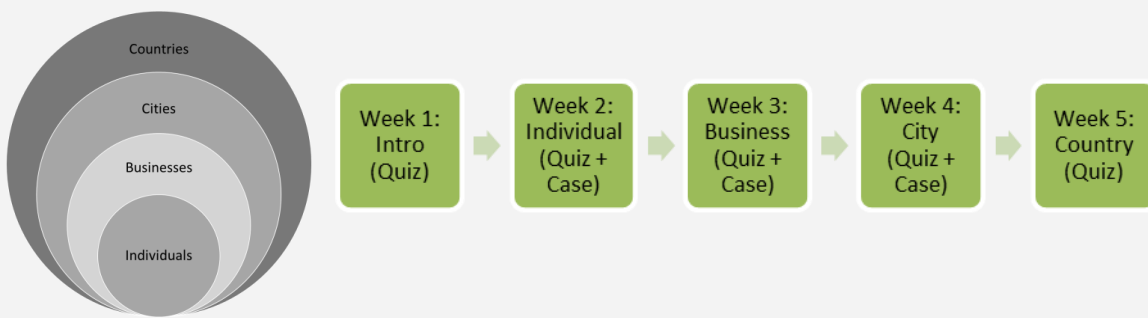 Countries
Cities
Businesses
Individuals
Week 1:
Intro
(Quiz)
Week 2:
Individual
(Quiz +
Case)
Week 3:
Business
(Quiz +
Case)
Week 4:
City
(Quiz +
Case)
Week 5:
Country
(Quiz)